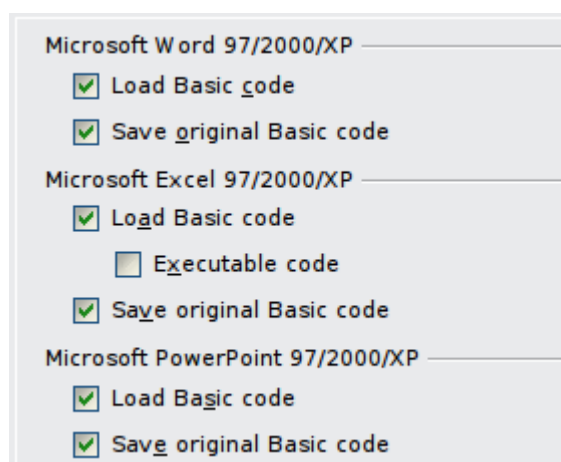 Microsoft Word 97/2000/XP
Load Basic code
Save original Basic code
Microsoft Excel 97/2000/XP
Load Basic code
Executable code
Save original Basic code
Microsoft PowerPoint 97/2000/XP
Load Basic code
Save original Basic code